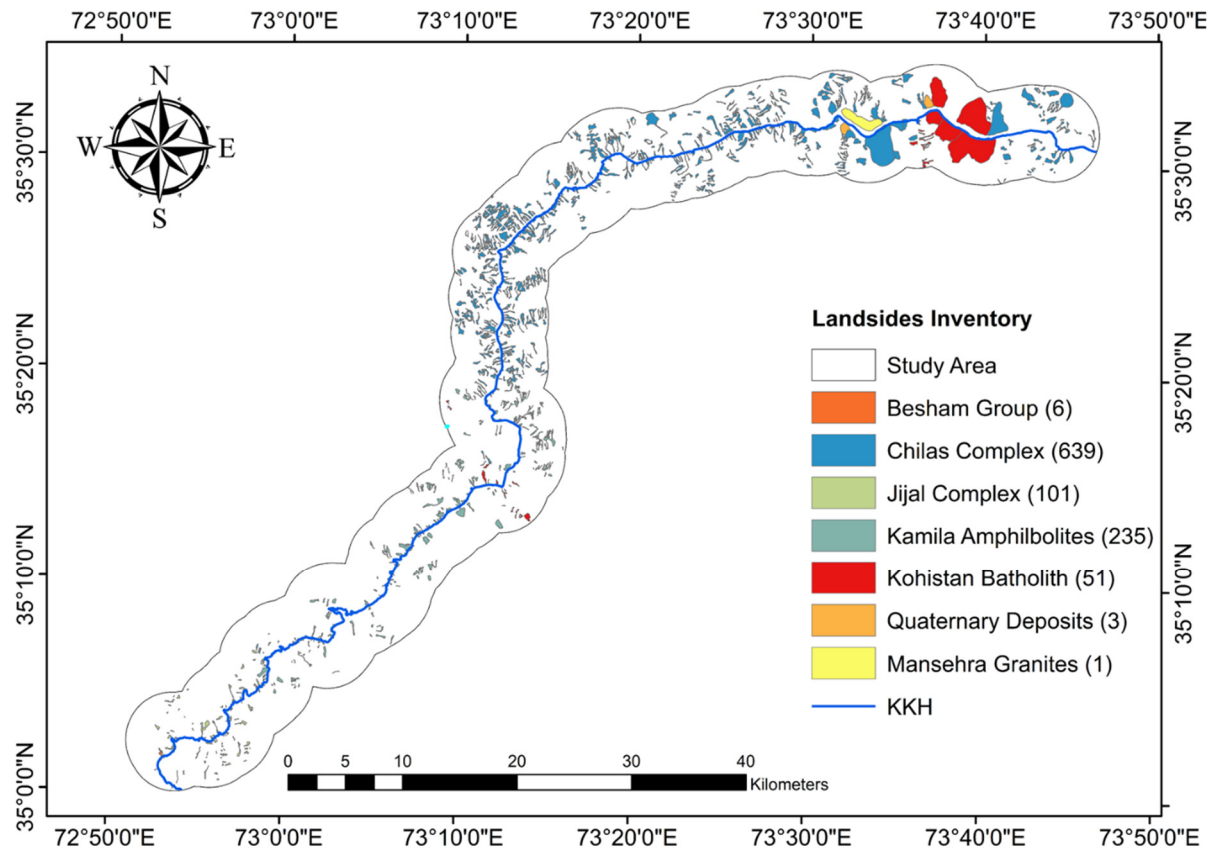 72°50'0"E 73°0'0"E 73°10'0"E 73°20'0"E 73°30'0"E 73°40'0"E 73°50'0"E
N
W E
S
35°30'0"N
35°20'0"N
35°10'0"N
35°0'0"N
35°30'0"N
35°20'0"N
35°10'0"N
Landsides Inventory
Study Area
Besham Group (6)
Chilas Complex (639)
Jijal Complex (101)
Kamila Amphilbolites (235)
Kohistan Batholith (51)
Quaternary Deposits (3)
Mansehra Granites (1)
KKH
0 5 10 20 30 40
Kilometers
72°50'0"E 73°0'0"E 73°10'0"E 73°20'0"E 73°30'0"E 73°40'0"E 73°50'0"E